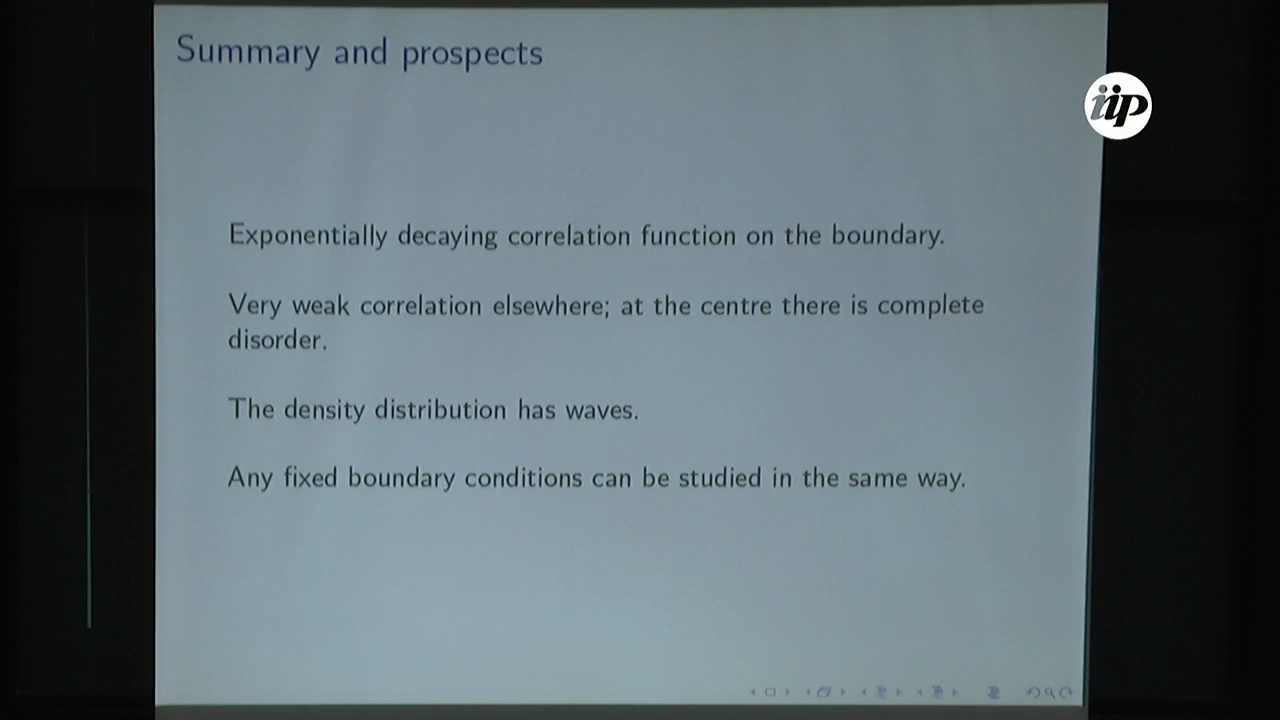 Summary and prospects
iip
Exponentially decaying correlation function on the boundary.
Very weak correlation elsewhere; at the centre there is complete
disorder.
The density distribution has waves.
Any fixed boundary conditions can be studied in the same way.